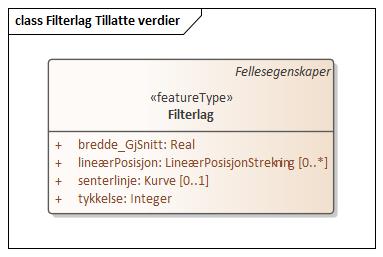 class Filterlag Tillatte verdier
Fellesegenskaper
«featureType»
Filterlag
+ bredde_GjSnitt: Real
+ lineærPosisjon: LineærPosisjonStrekning [0..*]
+ senterlinje: Kurve [0..1]
+ tykkelse: Integer